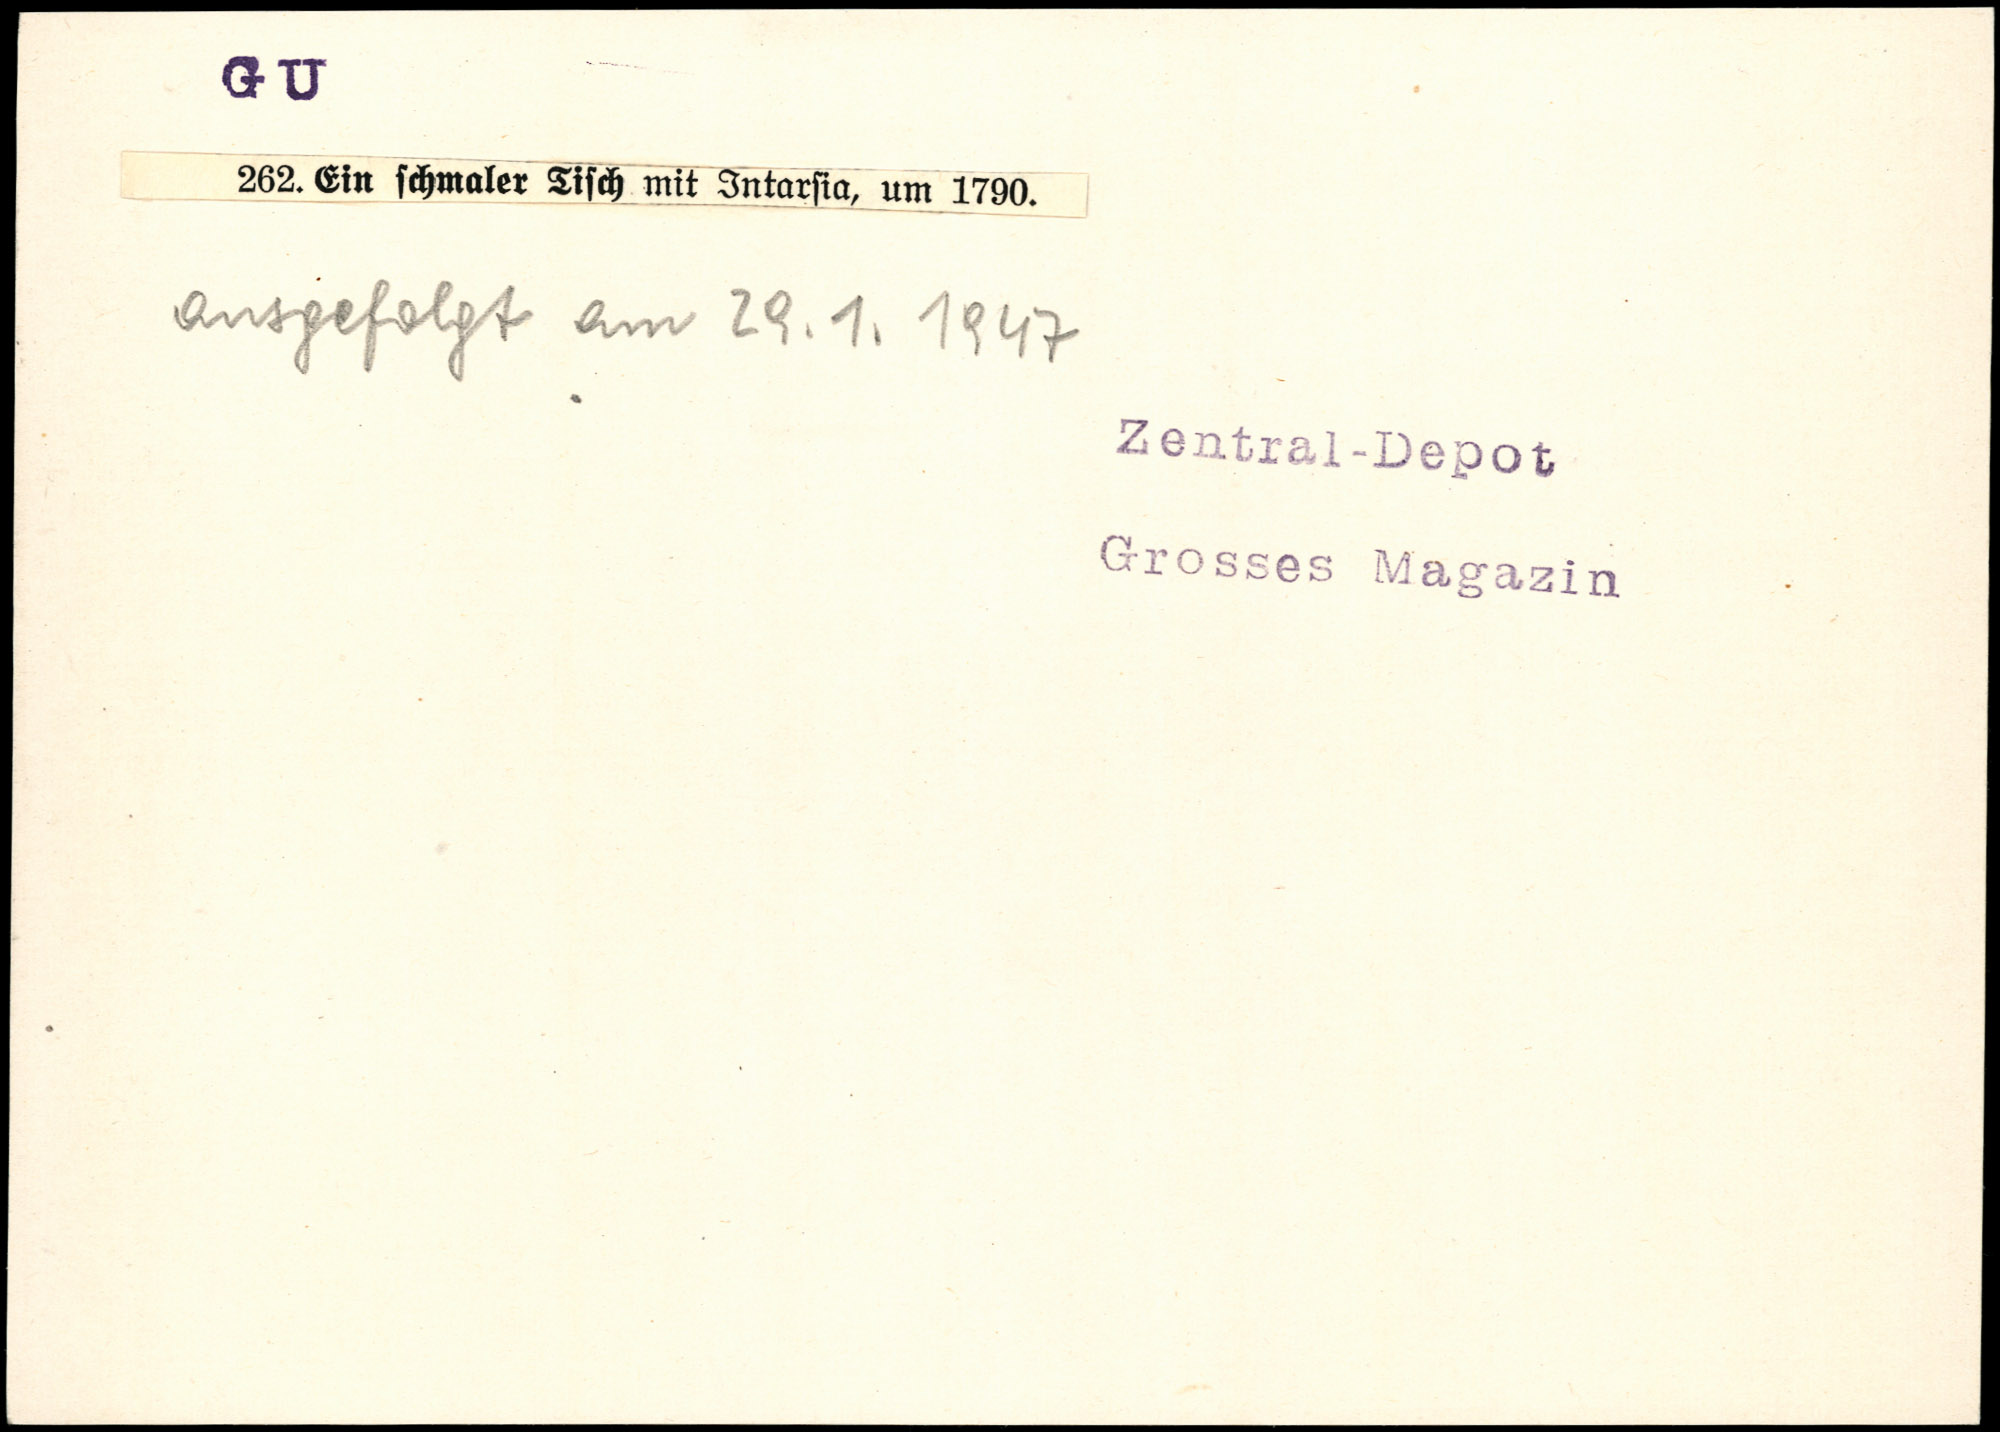 GU
262. Ein schmaler Tisch mit Intarsia, um 1790.
ausgefolgt am 29.1.1947
Zentral-Depot
Grosses Magazin